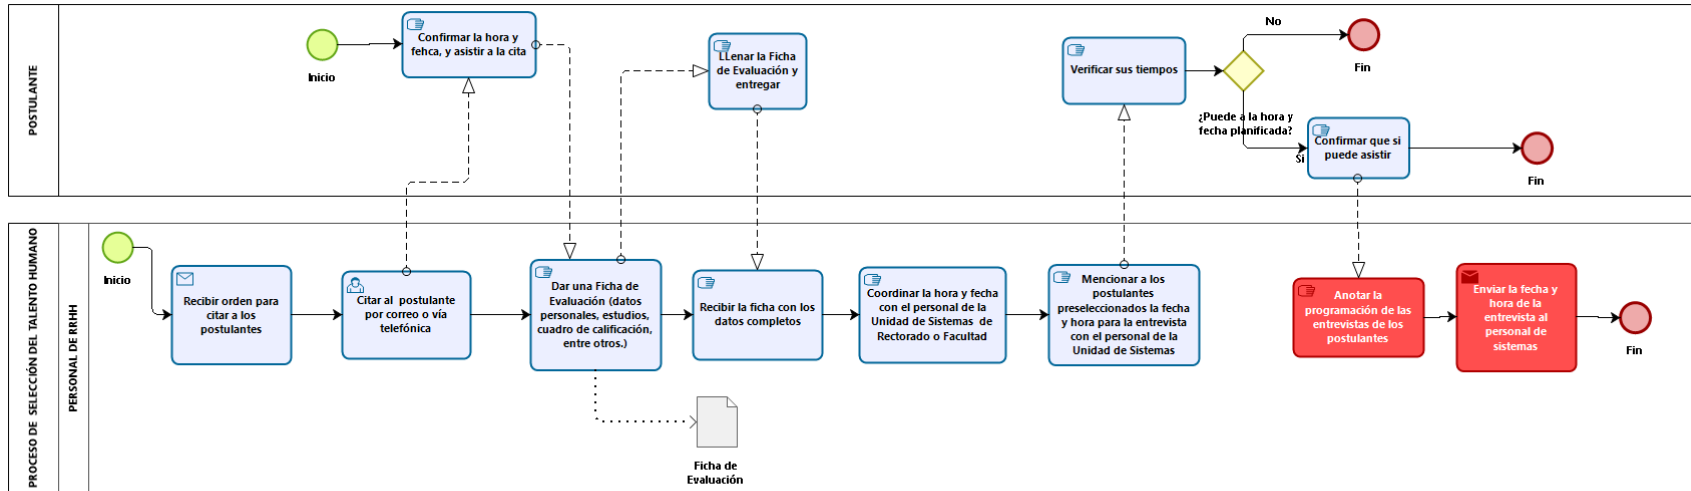 POSTULANTE
Inicio
Confirmar la hora y
fehca, y asistir a la cita
LLenar la Ficha
de Evaluación y
entregar
Verificar sus tiempos
No
Fin
¿Puede a la hora y
fecha planificada?
Si
Confirmar que si
puede asistir
Fin
PROCESO DE SELECCIÓN DEL TALENTO HUMANO
PERSONAL DE RRHH
Inicio
Recibir orden para
citar a los
postulantes
Citar al postulante
por correo o vía
telefónica
Dar una Ficha de
Evaluación (datos
personales, estudios,
cuadro de calificación,
entre otros.)
Recibir la ficha con los
datos completos
Coordinar la hora y fecha
con el personal de la
Unidad de Sistemas de
Rectorado o Facultad
Mencionar a los
postulantes
preseleccionados la fecha
y hora para la entrevista
con el personal de la
Unidad de Sistemas
Anotar la
programación de las
entrevistas de los
postulantes
Enviar la fecha y
hora de la
entrevista al
personal de
sistemas
Fin
Ficha de
Evaluación